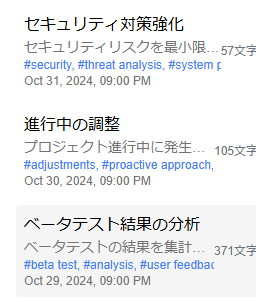 セキュリティ対策強化
セキュリティリスクを最小限… 57文字
#security, #threat analysis, #system p
Oct 31, 2024, 09:00 PM
進行中の調整
プロジェクト進行中に発生… 105文字
#adjustments, #proactive approach,
Oct 30, 2024, 09:00 PM
ベータテスト結果の分析
ベータテストの結果を集計… 371文字
#beta test, #analysis, #user feedbac
Oct 29, 2024, 09:00 PM